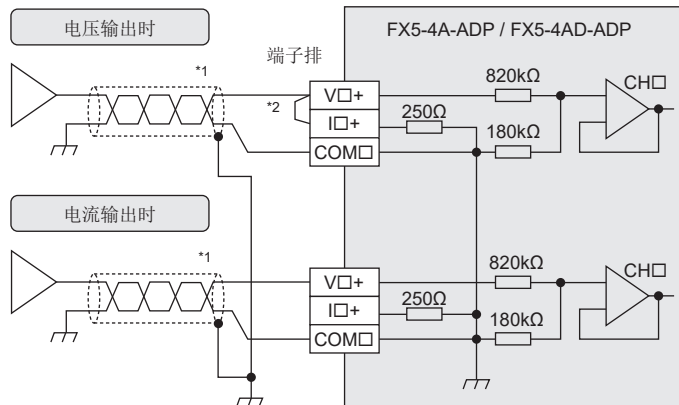 电压输出时
FX5-4A-ADP / FX5-4AD-ADP
端子排
*1
*2
V□+
I□+
COM□
820kΩ
250Ω
180kΩ
CH□
电流输出时
*1
V□+
I□+
COM□
820kΩ
250Ω
180kΩ
CH□